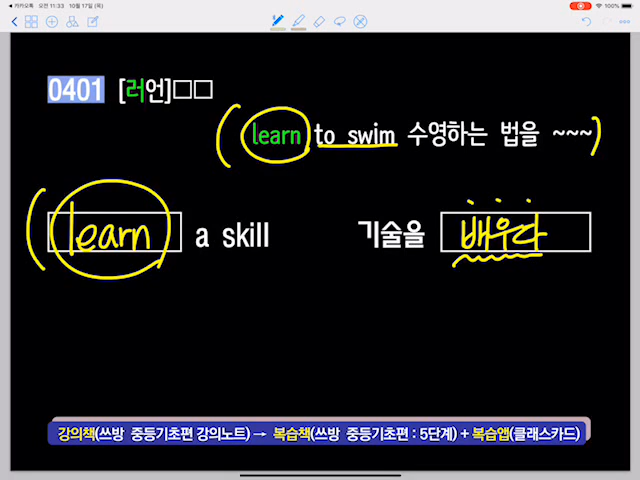 카카오톡 오전 11:33 10월 17일 (목) 100%
0401 [러언]□□
learn to swim 수영하는 법을 ~~~
learn a skill 기술을 배우다
강의책(쓰방 중등기초편 강의노트) → 복습책(쓰방 중등기초편 : 5단계) + 복습앱(클래스카드)